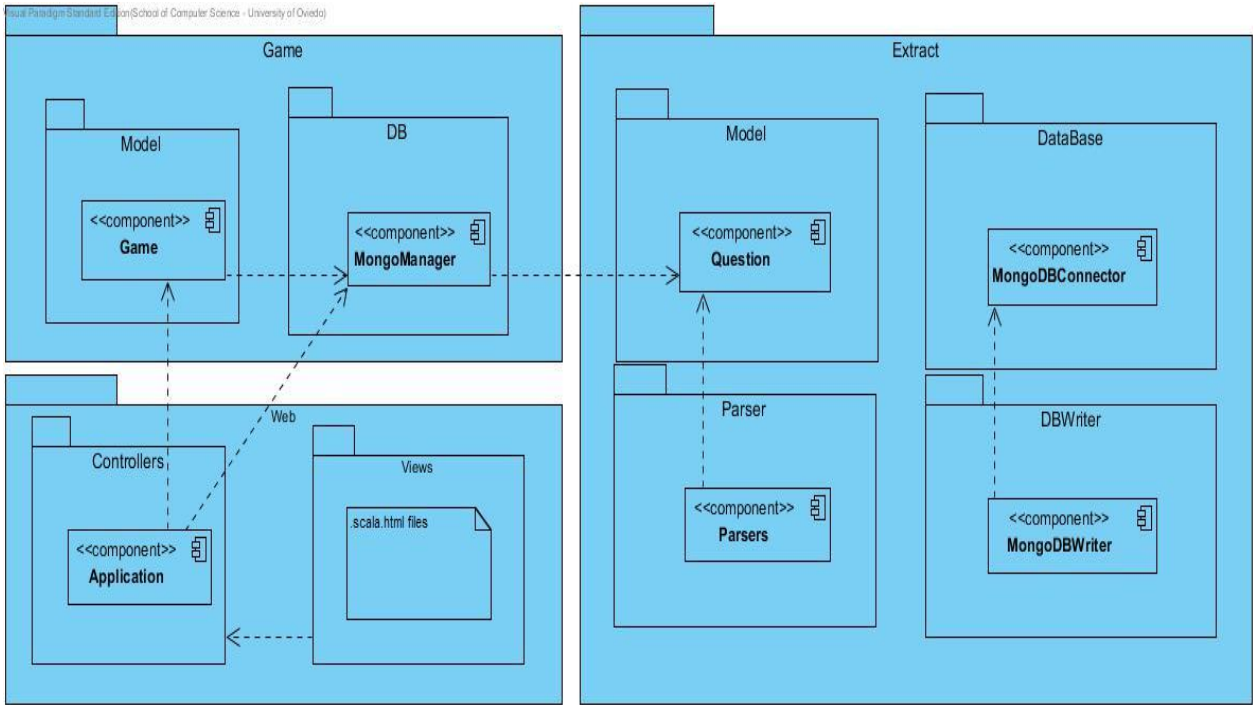 Visual Paradigm Standard Edition(School of Computer Science - University of Oviedo)
Game
Model
<<component>>
Game
DB
<<component>>
MongoManager
Web
Controllers
<<component>>
Application
Views
.scala.html files
Extract
Model
<<component>>
Question
DataBase
<<component>>
MongoDBConnector
Parser
<<component>>
Parsers
DBWriter
<<component>>
MongoDBWriter